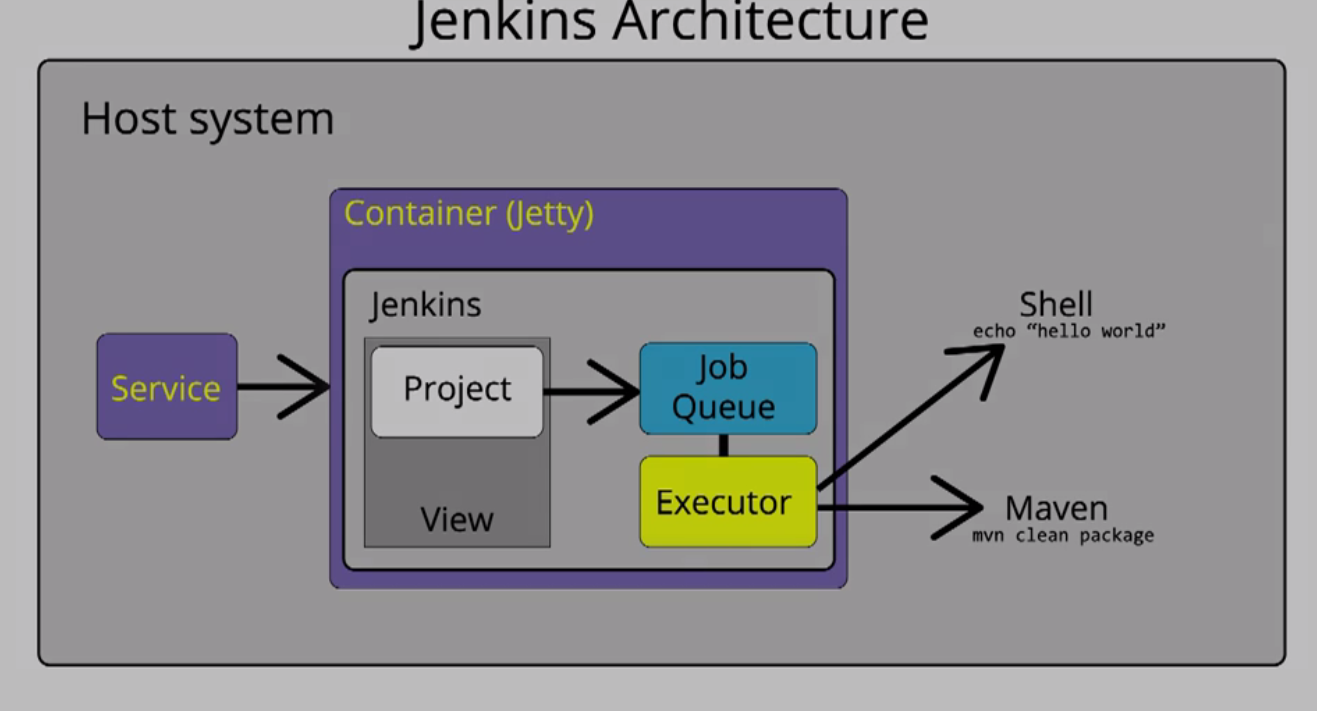 Jenkins Architecture
Host system
Container (Jetty)
Jenkins
Service
Project
View
Job
Queue
Executor
Shell
echo “hello world”
Maven
mvn clean package